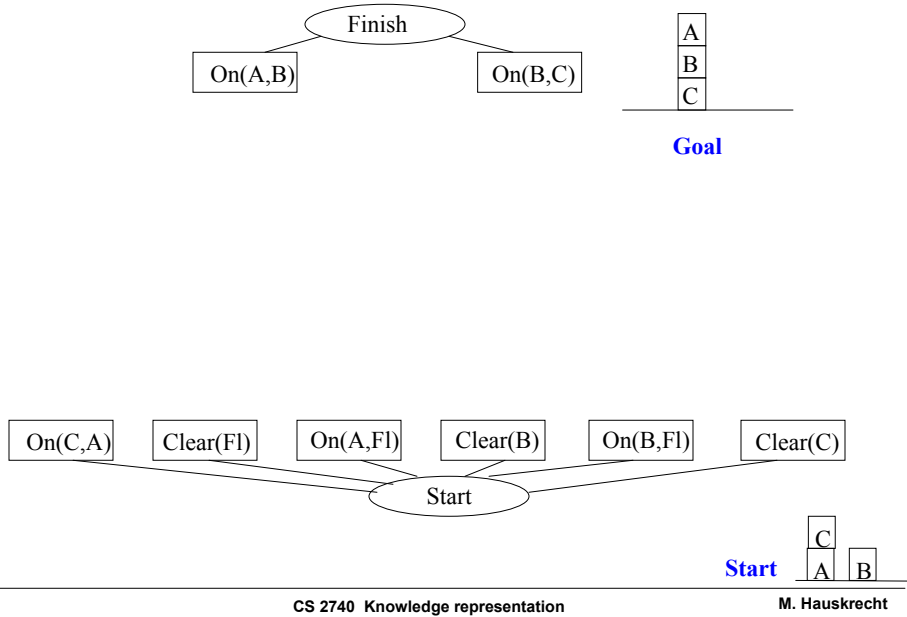 Finish
On(A,B) On(B,C)
A
B
C
Goal
On(C,A) Clear(Fl) On(A,Fl) Clear(B) On(B,Fl) Clear(C)
Start
C
Start A B
CS 2740 Knowledge representation
M. Hauskrecht